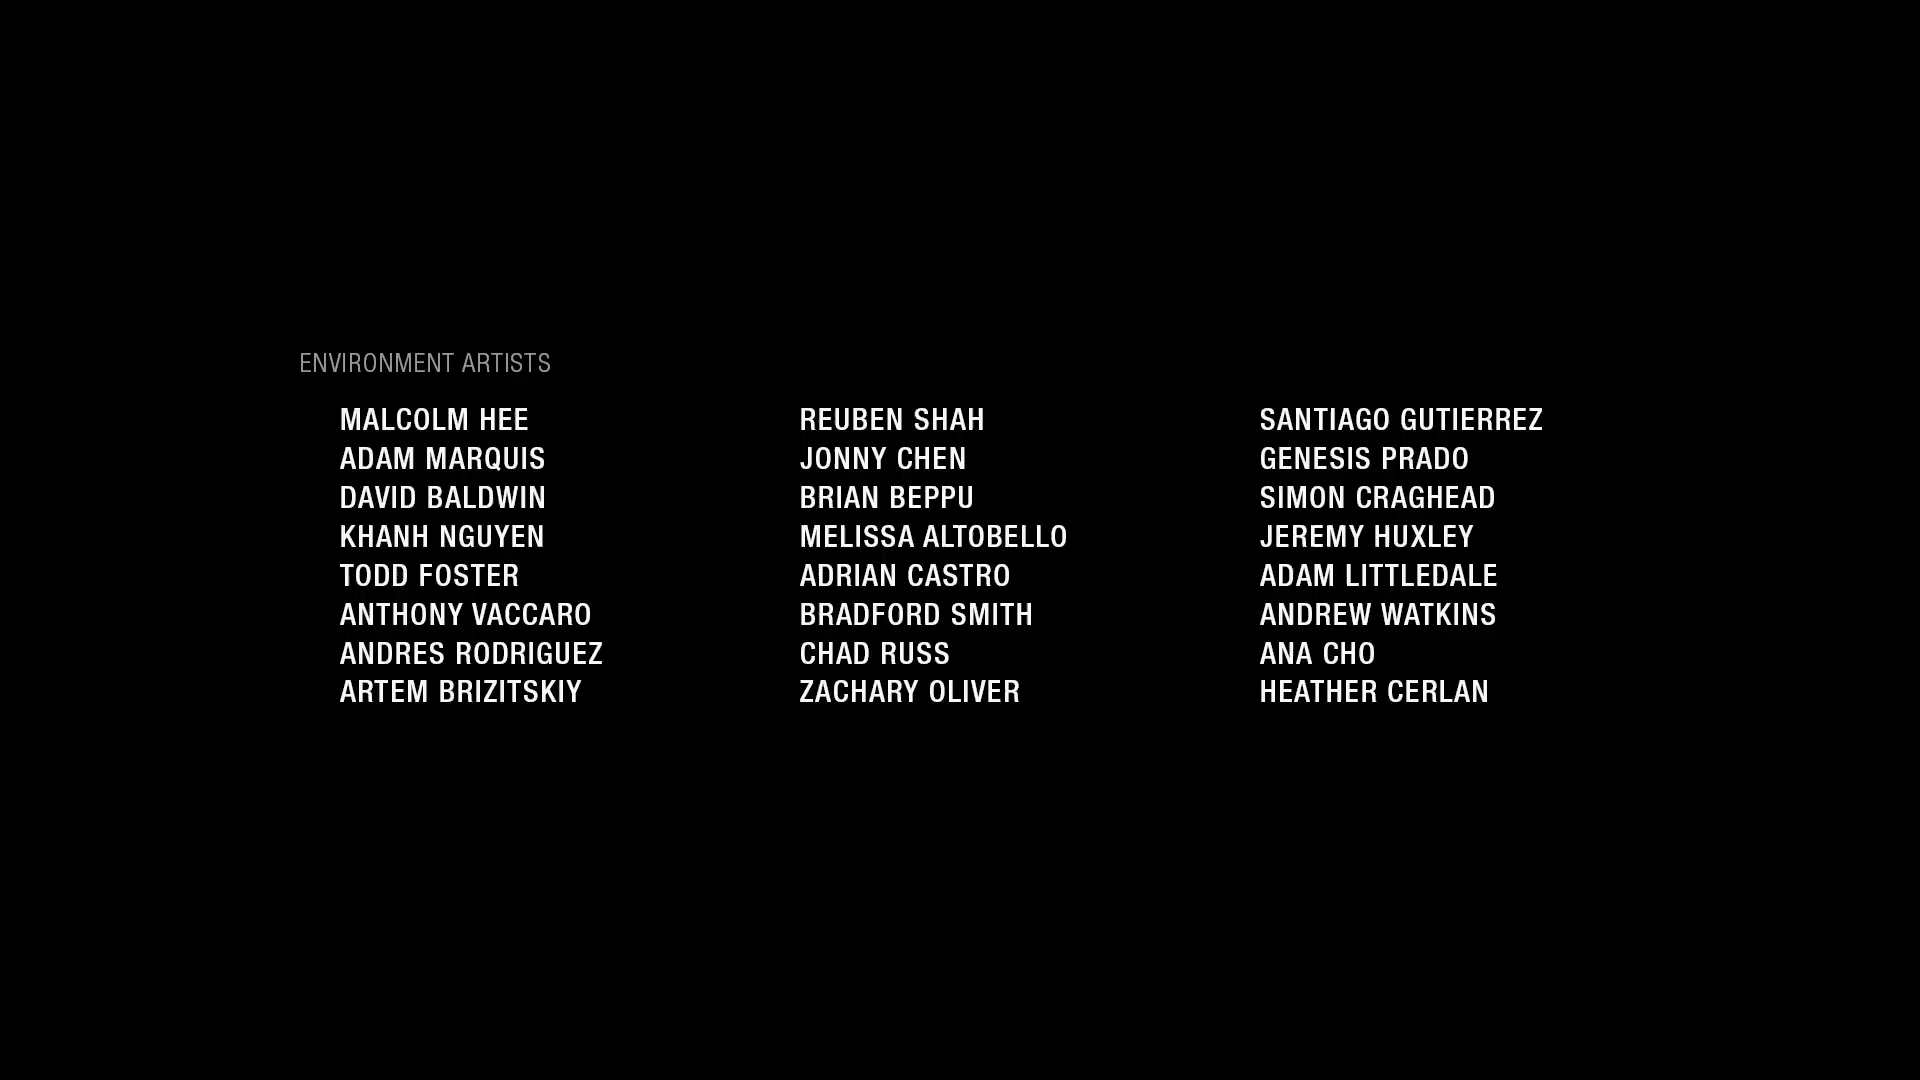 ENVIRONMENT ARTISTS
MALCOLM HEE
ADAM MARQUIS
DAVID BALDWIN
KHANH NGUYEN
TODD FOSTER
ANTHONY VACCARO
ANDRES RODRIGUEZ
ARTEM BRIZITSKIY
REUBEN SHAH
JONNY CHEN
BRIAN BEPPU
MELISSA ALTOBELLO
ADRIAN CASTRO
BRADFORD SMITH
CHAD RUSS
ZACHARY OLIVER
SANTIAGO GUTIERREZ
GENESIS PRADO
SIMON CRAGHEAD
JEREMY HUXLEY
ADAM LITTLEDALE
ANDREW WATKINS
ANA CHO
HEATHER CERLAN